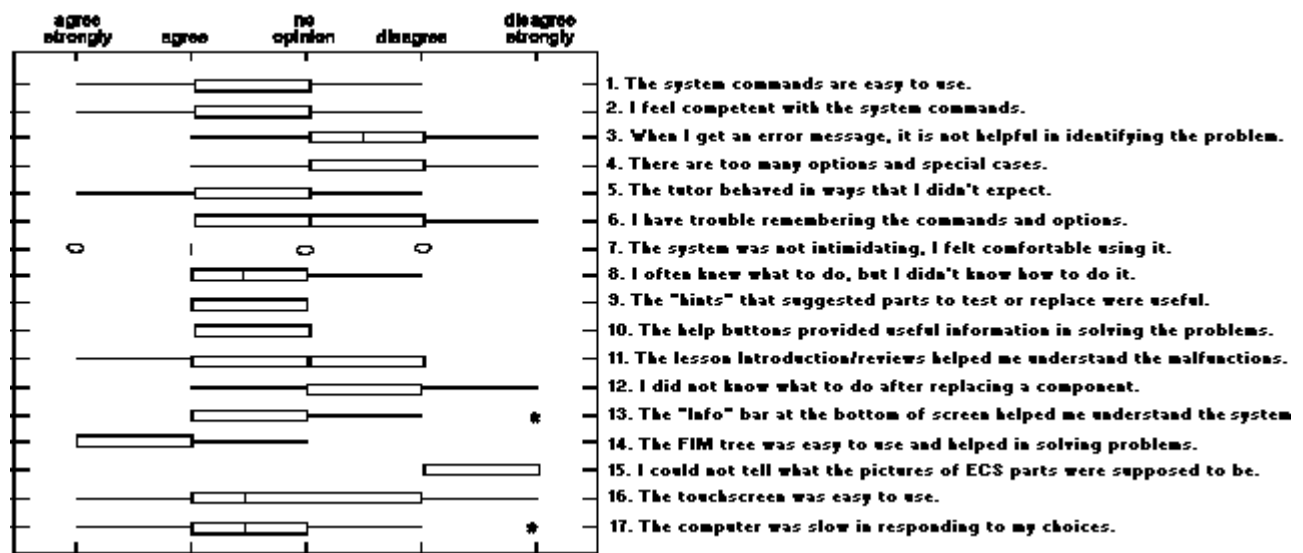 agree strongly
agree
no opinion
disagree
disagree strongly
1. The system commands are easy to use.
2. I feel competent with the system commands.
3. When I get an error message, it is not helpful in identifying the problem.
4. There are too many options and special cases.
5. The tutor behaved in ways that I didn't expect.
6. I have trouble remembering the commands and options.
7. The system was not intimidating, I felt comfortable using it.
8. I often knew what to do, but I didn't know how to do it.
9. The "hints" that suggested parts to test or replace were useful.
10. The help buttons provided useful information in solving the problems.
11. The lesson introduction/reviews helped me understand the malfunctions.
12. I did not know what to do after replacing a component.
13. The "Info" bar at the bottom of screen helped me understand the system
14. The FIM tree was easy to use and helped in solving problems.
15. I could not tell what the pictures of ECS parts were supposed to be.
16. The touchscreen was easy to use.
17. The computer was slow in responding to my choices.